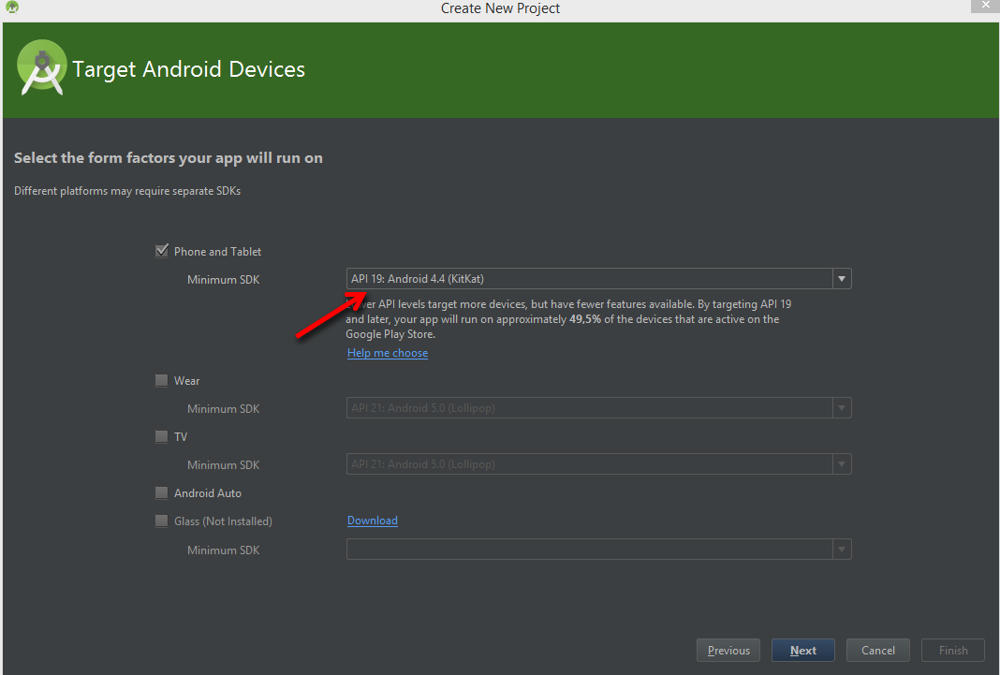 Create New Project
Target Android Devices
Select the form factors your app will run on
Different platforms may require separate SDKs
Phone and Tablet
Minimum SDK
API 19: Android 4.4 (KitKat)
Lower API levels target more devices, but have fewer features available. By targeting API 19
and later, your app will run on approximately 49,5% of the devices that are active on the
Google Play Store.
Help me choose
Wear
Minimum SDK
API 21: Android 5.0 (Lollipop)
TV
Minimum SDK
API 21: Android 5.0 (Lollipop)
Android Auto
Glass (Not Installed)
Download
Minimum SDK
Previous
Next
Cancel
Finish